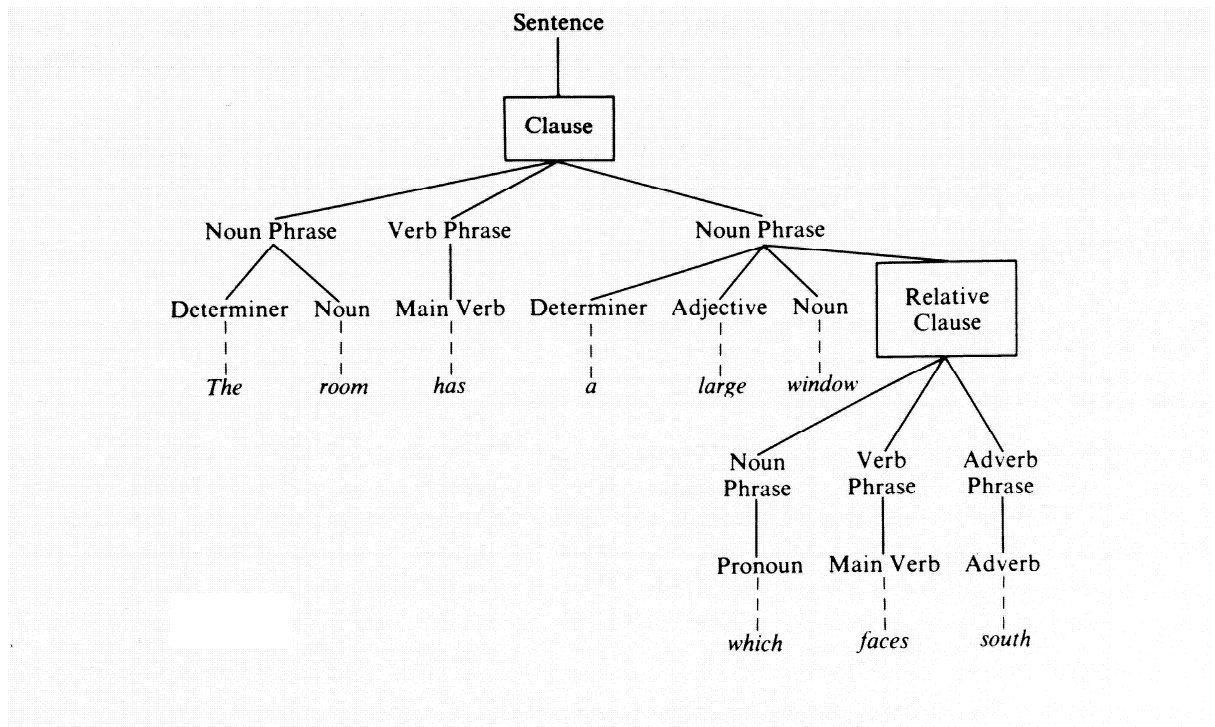 Sentence
Clause
Noun Phrase Verb Phrase Noun Phrase
Determiner Noun Main Verb Determiner Adjective Noun Relative
Clause
The room has a large window
Noun Verb Adverb
Phrase Phrase Phrase
Pronoun Main Verb Adverb
which faces south